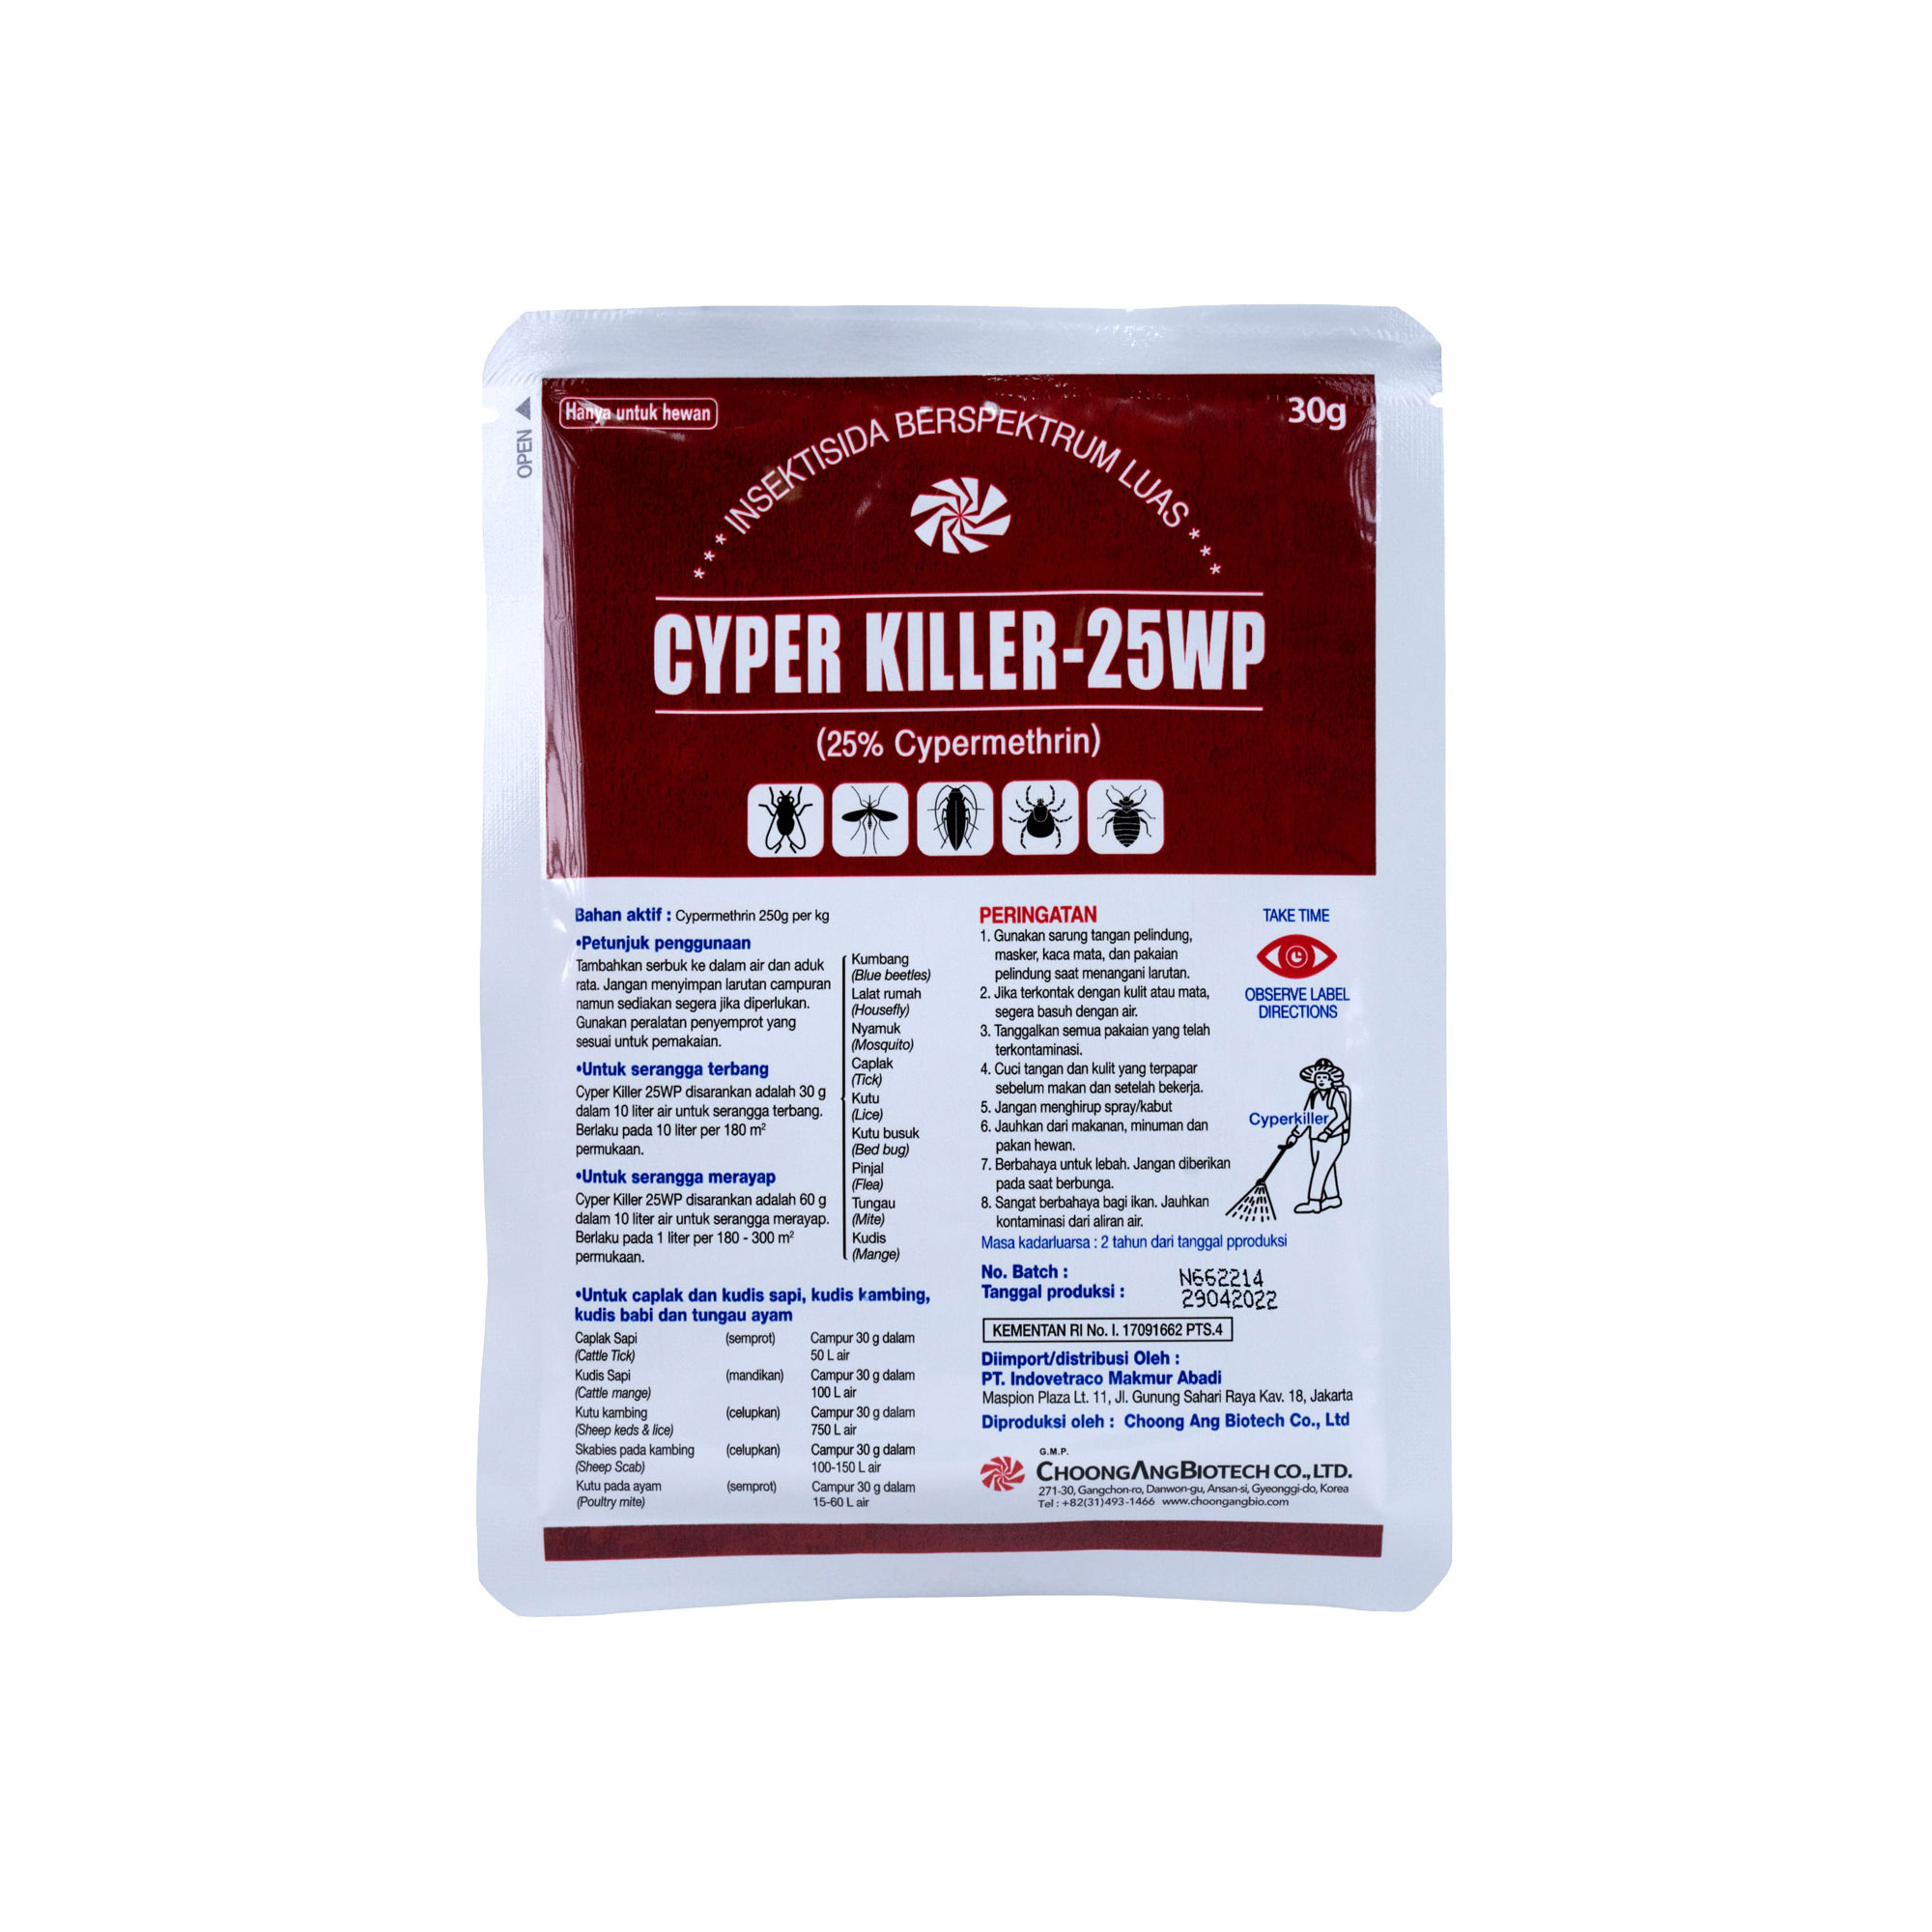 OPEN
Hanya untuk hewan
30g
*** INSEKTISIDA BERSPEKTRUM LUAS ***
CYPER KILLER-25WP
(25% Cypermethrin)
Bahan aktif : Cypermethrin 250g per kg
•Petunjuk penggunaan
Tambahkan serbuk ke dalam air dan aduk
rata. Jangan menyimpan larutan campuran
namun sediakan segera jika diperlukan.
Gunakan peralatan penyemprot yang
sesuai untuk pemakaian.
•Untuk serangga terbang
Cyper Killer 25WP disarankan adalah 30 g
dalam 10 liter air untuk serangga terbang.
Berlaku pada 10 liter per 180 m²
permukaan.
•Untuk serangga merayap
Cyper Killer 25WP disarankan adalah 60 g
dalam 10 liter air untuk serangga merayap.
Berlaku pada 1 liter per 180 - 300 m²
permukaan.
Kumbang
(Blue beetles)
Lalat rumah
(Housefly)
Nyamuk
(Mosquito)
Caplak
(Tick)
Kutu
(Lice)
Kutu busuk
(Bed bug)
Pinjal
(Flea)
Tungau
(Mite)
Kudis
(Mange)
•Untuk caplak dan kudis sapi, kudis kambing,
kudis babi dan tungau ayam
Caplak Sapi (semprot) Campur 30 g dalam
(Cattle Tick) 50 L air
Kudis Sapi (mandikan) Campur 30 g dalam
(Cattle mange) 100 L air
Kutu kambing (celupkan) Campur 30 g dalam
(Sheep keds & lice) 750 L air
Skabies pada kambing (celupkan) Campur 30 g dalam
(Sheep Scab) 100-150 L air
Kutu pada ayam (semprot) Campur 30 g dalam
(Poultry mite) 15-60 L air
PERINGATAN
1. Gunakan sarung tangan pelindung,
masker, kaca mata, dan pakaian
pelindung saat menangani larutan.
2. Jika terkontak dengan kulit atau mata,
segera basuh dengan air.
3. Tanggalkan semua pakaian yang telah
terkontaminasi.
4. Cuci tangan dan kulit yang terpapar
sebelum makan dan setelah bekerja.
5. Jangan menghirup spray/kabut
6. Jauhkan dari makanan, minuman dan
pakan hewan.
7. Berbahaya untuk lebah. Jangan diberikan
pada saat berbunga.
8. Sangat berbahaya bagi ikan. Jauhkan
kontaminasi dari aliran air.
TAKE TIME
OBSERVE LABEL
DIRECTIONS
Cyperkiller
Masa kadarluarsa : 2 tahun dari tanggal pproduksi
No. Batch : N662214
Tanggal produksi : 29042022
KEMENTAN RI No. I. 17091662 PTS.4
Diimport/distribusi Oleh :
PT. Indovetraco Makmur Abadi
Maspion Plaza Lt. 11, Jl. Gunung Sahari Raya Kav. 18, Jakarta
Diproduksi oleh : Choong Ang Biotech Co., Ltd
G.M.P.
CHOONGANGBIOTECH CO., LTD.
271-30, Gangchon-ro, Danwon-gu, Ansan-si, Gyeonggi-do, Korea
Tel : +82(31)493-1466 www.choongangbio.com